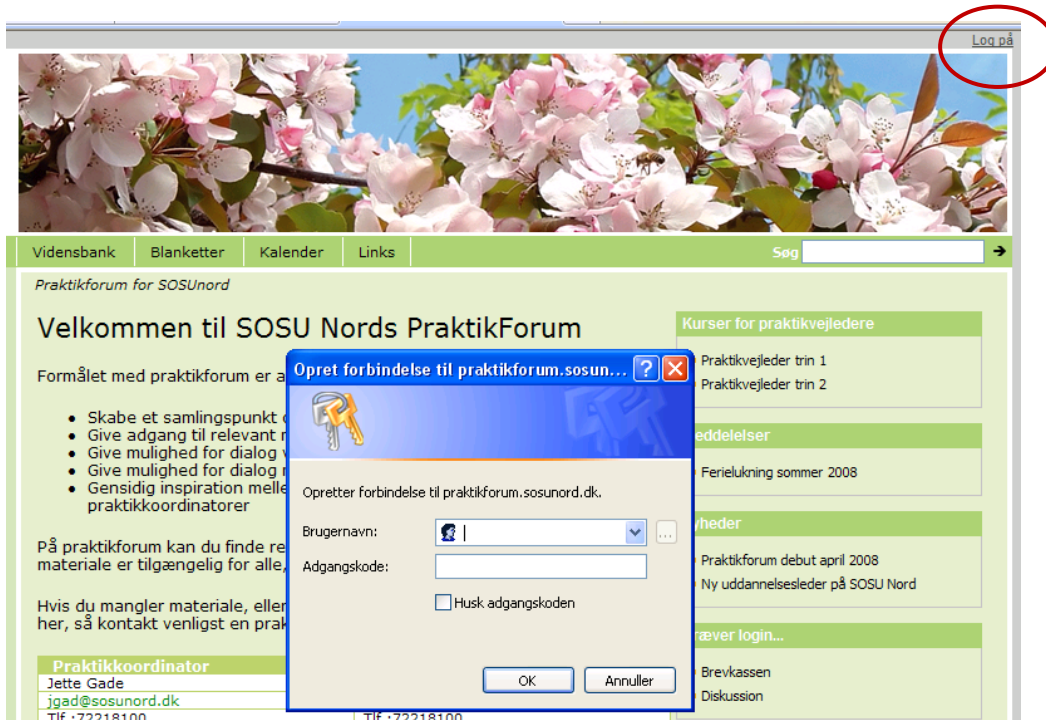 Log på
Vidensbank
Blanketter
Kalender
Links
Søg
Praktikforum for SOSUnord
Velkommen til SOSU Nords PraktikForum
Formålet med praktikforum er a
Skabe et samlingspunkt
Give adgang til relevant
Give mulighed for dialog
Give mulighed for dialog
Gensidig inspiration melle
praktikkoordinatorer
På praktikforum kan du finde re
materiale er tilgængelig for alle,
Hvis du mangler materiale, eller
her, så kontakt venligst en prak
Praktikkoordinator
Jette Gade
jgad@sosunord.dk
Tlf.:72218100
Tlf.:72218100
Opret forbindelse til praktikforum.sosun...
Opretter forbindelse til praktikforum.sosunord.dk.
Brugernavn:
...
Adgangskode:
Husk adgangskoden
OK
Annuller
Kurser for praktikvejledere
Praktikvejleder trin 1
Praktikvejleder trin 2
eddelelser
Ferielukning sommer 2008
yheder
Praktikforum debut april 2008
Ny uddannelsesleder på SOSU Nord
ræver login...
Brevkassen
Diskussion